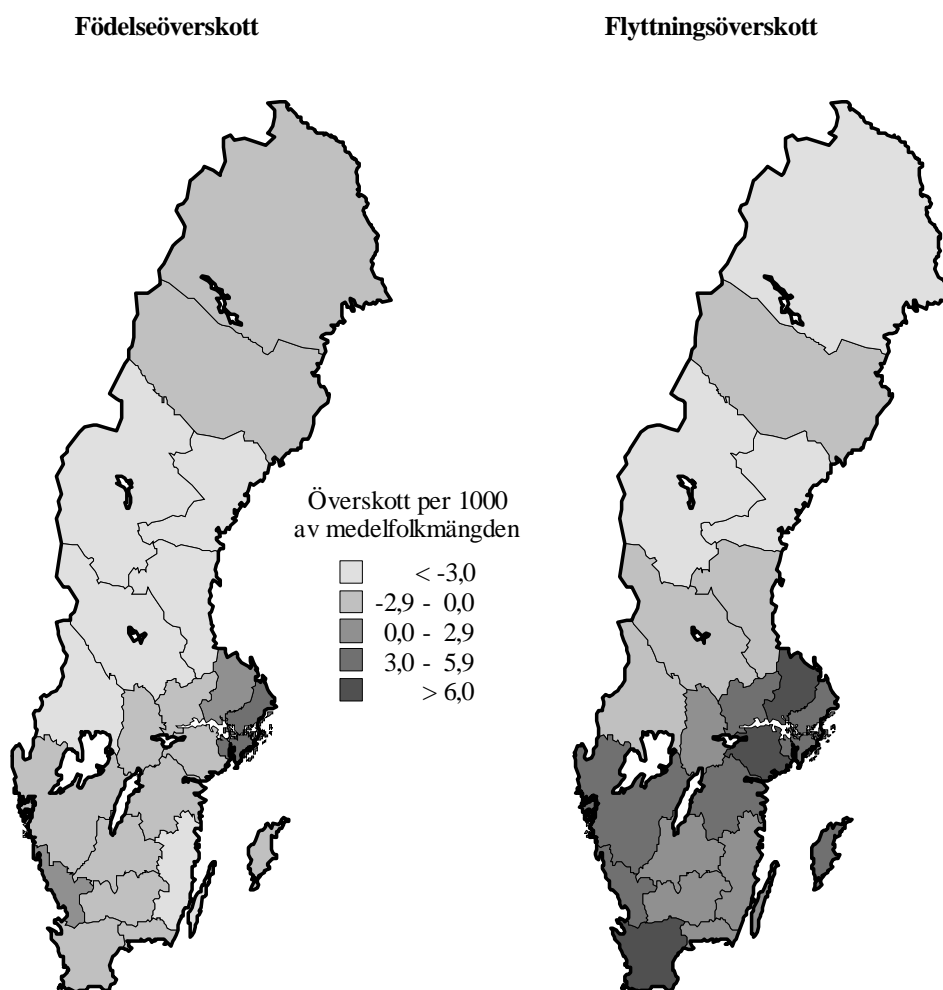 Födelseöverskott
Flyttningsöverskott
Överskott per 1000
av medelfolkmängden
< -3,0
-2,9 - 0,0
0,0 - 2,9
3,0 - 5,9
> 6,0